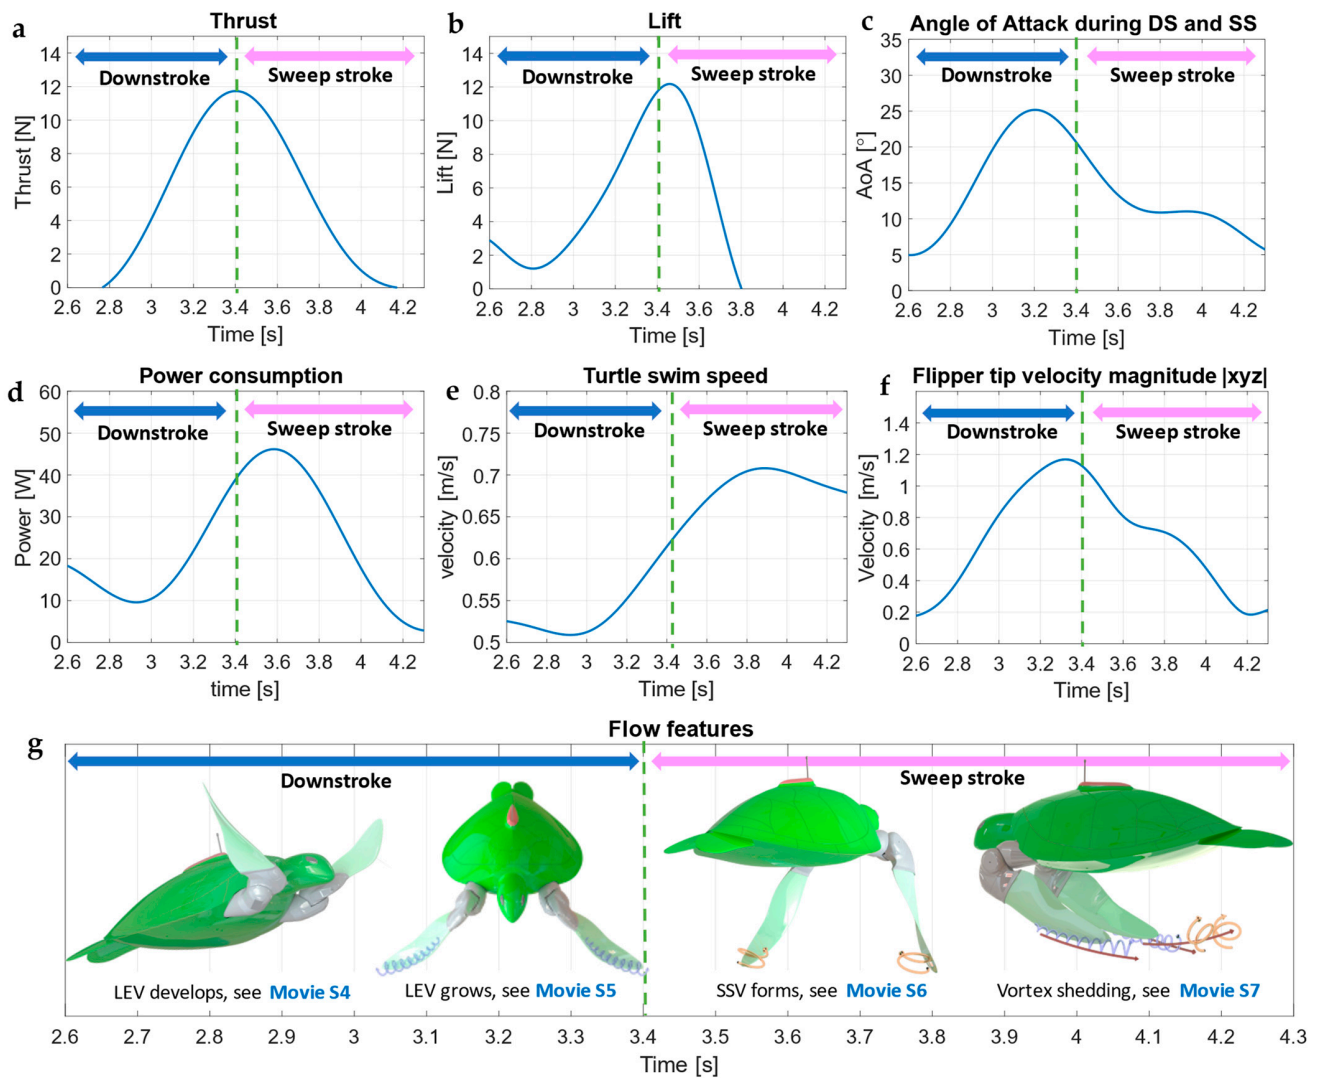 a
Thrust
14
12
10
8
6
4
2
0
Thrust [N]
Downstroke
Sweep stroke
2.6 2.8 3 3.2 3.4 3.6 3.8 4 4.2
Time [s]
b
Lift
14
12
10
8
6
4
2
0
Lift [N]
Downstroke
Sweep stroke
2.6 2.8 3 3.2 3.4 3.6 3.8 4 4.2
Time [s]
c
Angle of Attack during DS and SS
35
30
25
20
15
10
5
0
AoA [°]
Downstroke
Sweep stroke
2.6 2.8 3 3.2 3.4 3.6 3.8 4 4.2
Time [s]
d
Power consumption
60
50
40
30
20
10
0
Power [W]
Downstroke
Sweep stroke
2.6 2.8 3 3.2 3.4 3.6 3.8 4 4.2
time [s]
e
Turtle swim speed
0.8
0.75
0.7
0.65
0.6
0.55
0.5
velocity [m/s]
Downstroke
Sweep stroke
2.6 2.8 3 3.2 3.4 3.6 3.8 4 4.2
Time [s]
f
Flipper tip velocity magnitude |xyz|
1.4
1.2
1
0.8
0.6
0.4
0.2
0
Velocity [m/s]
Downstroke
Sweep stroke
2.6 2.8 3 3.2 3.4 3.6 3.8 4 4.2
Time [s]
g
Flow features
Downstroke
Sweep stroke
LEV develops, see Movie S4
LEV grows, see Movie S5
SSV forms, see Movie S6
Vortex shedding, see Movie S7
2.6 2.7 2.8 2.9 3 3.1 3.2 3.3 3.4 3.5 3.6 3.7 3.8 3.9 4 4.1 4.2 4.3
Time [s]